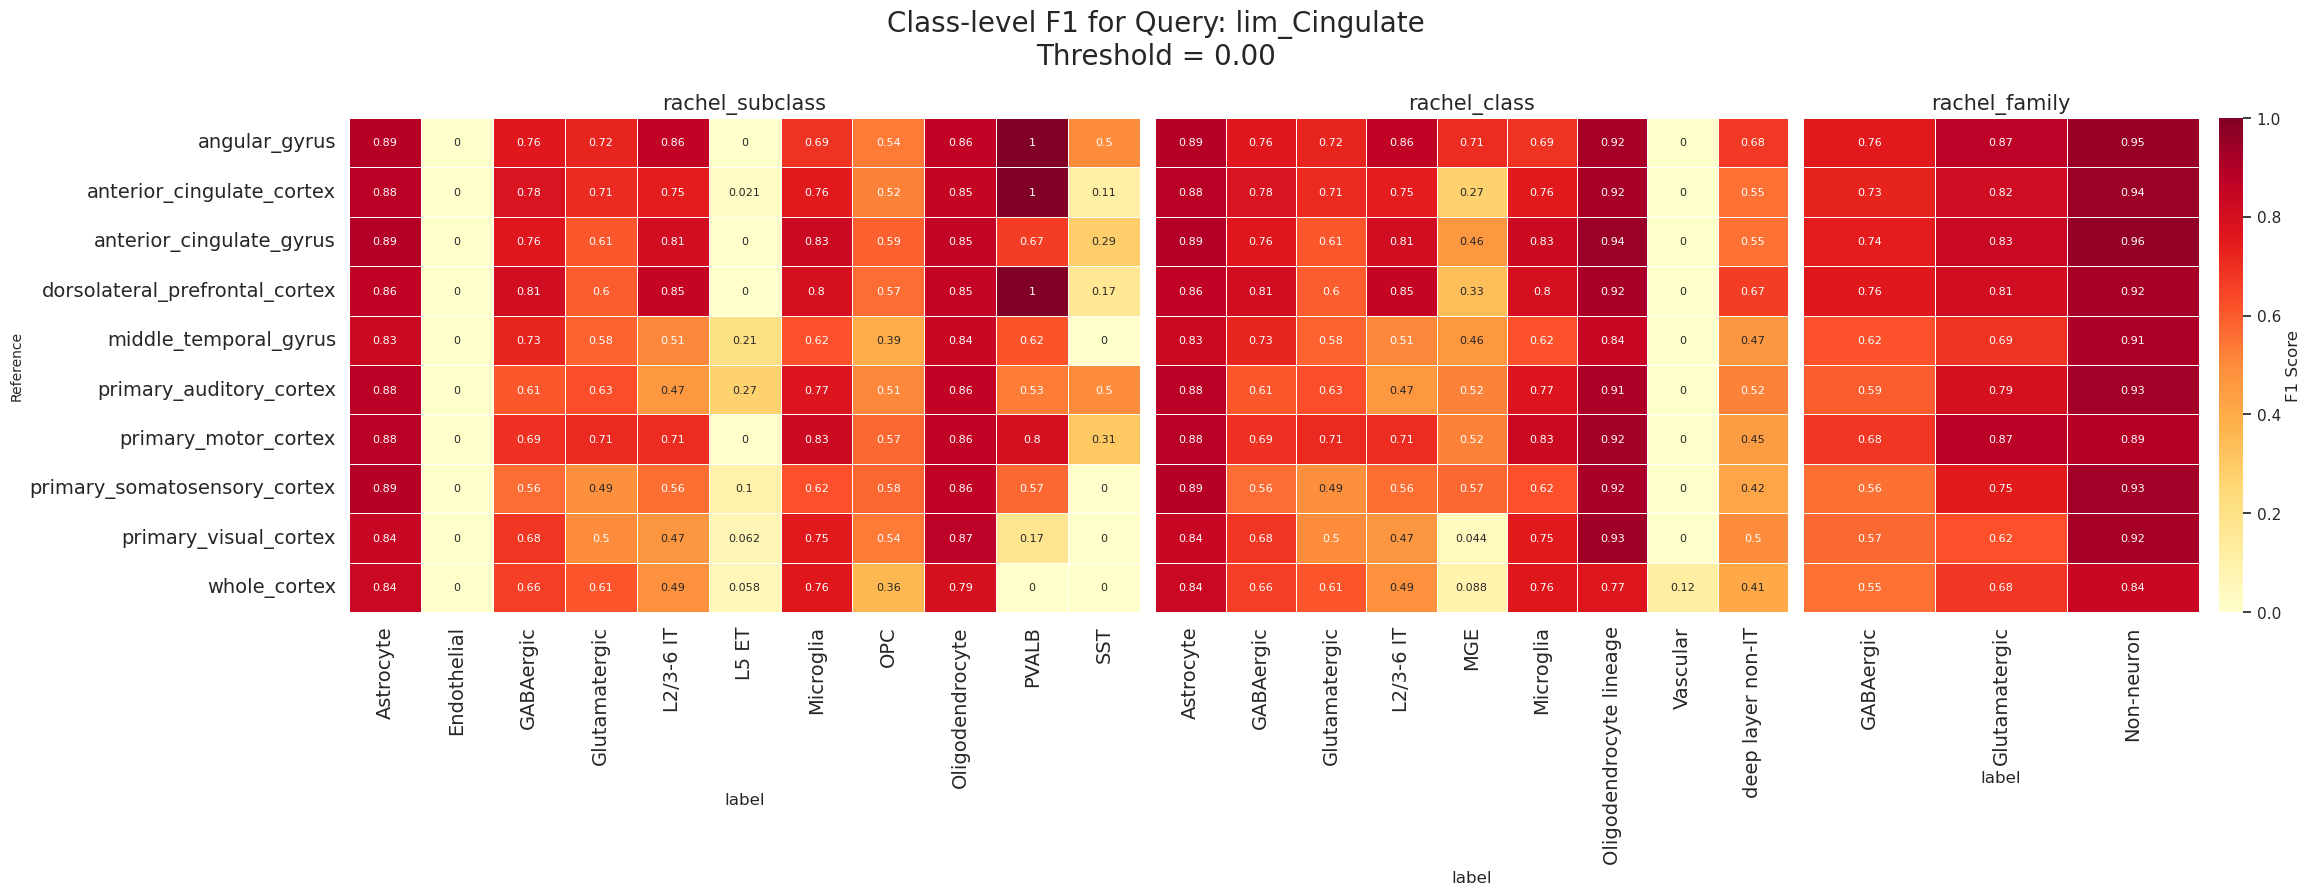 Class-level F1 for Query: lim_Cingulate
Threshold = 0.00
rachel_subclass rachel_class rachel_family
angular_gyrus 0.89 0 0.76 0.72 0.86 0 0.69 0.54 0.86 1 0.5 0.89 0.76 0.72 0.86 0.71 0.69 0.92 0 0.68 0.76 0.87 0.95
anterior_cingulate_cortex 0.88 0 0.78 0.71 0.75 0.021 0.76 0.52 0.85 1 0.11 0.88 0.78 0.71 0.75 0.27 0.76 0.92 0 0.55 0.73 0.82 0.94
anterior_cingulate_gyrus 0.89 0 0.76 0.61 0.81 0 0.83 0.59 0.85 0.67 0.29 0.89 0.76 0.61 0.81 0.46 0.83 0.94 0 0.55 0.74 0.83 0.96
dorsolateral_prefrontal_cortex 0.86 0 0.81 0.6 0.85 0 0.8 0.57 0.85 1 0.17 0.86 0.81 0.6 0.85 0.33 0.8 0.92 0 0.67 0.76 0.81 0.92
middle_temporal_gyrus 0.83 0 0.73 0.58 0.51 0.21 0.62 0.39 0.84 0.62 0 0.83 0.73 0.58 0.51 0.46 0.62 0.84 0 0.47 0.62 0.69 0.91
primary_auditory_cortex 0.88 0 0.61 0.63 0.47 0.27 0.77 0.51 0.86 0.53 0.5 0.88 0.61 0.63 0.47 0.52 0.77 0.91 0 0.52 0.59 0.79 0.93
primary_motor_cortex 0.88 0 0.69 0.71 0.71 0 0.83 0.57 0.86 0.8 0.31 0.88 0.69 0.71 0.71 0.52 0.83 0.92 0 0.45 0.68 0.87 0.89
primary_somatosensory_cortex 0.89 0 0.56 0.49 0.56 0.1 0.62 0.58 0.86 0.57 0 0.89 0.56 0.49 0.56 0.57 0.62 0.92 0 0.42 0.56 0.75 0.93
primary_visual_cortex 0.84 0 0.68 0.5 0.47 0.062 0.75 0.54 0.87 0.17 0 0.84 0.68 0.5 0.47 0.044 0.75 0.93 0 0.5 0.57 0.62 0.92
whole_cortex 0.84 0 0.66 0.61 0.49 0.058 0.76 0.36 0.79 0 0 0.84 0.66 0.61 0.49 0.088 0.76 0.77 0.12 0.41 0.55 0.68 0.84
Reference
Astrocyte
Endothelial
GABAergic
Glutamatergic
L2/3-6 IT
L5 ET
Microglia
OPC
Oligodendrocyte
PVALB
SST
label
Astrocyte
GABAergic
Glutamatergic
L2/3-6 IT
MGE
Microglia
Oligodendrocyte lineage
Vascular
deep layer non-IT
label
GABAergic
Glutamatergic
Non-neuron
label
1.0
0.8
0.6
0.4
0.2
0.0
F1 Score